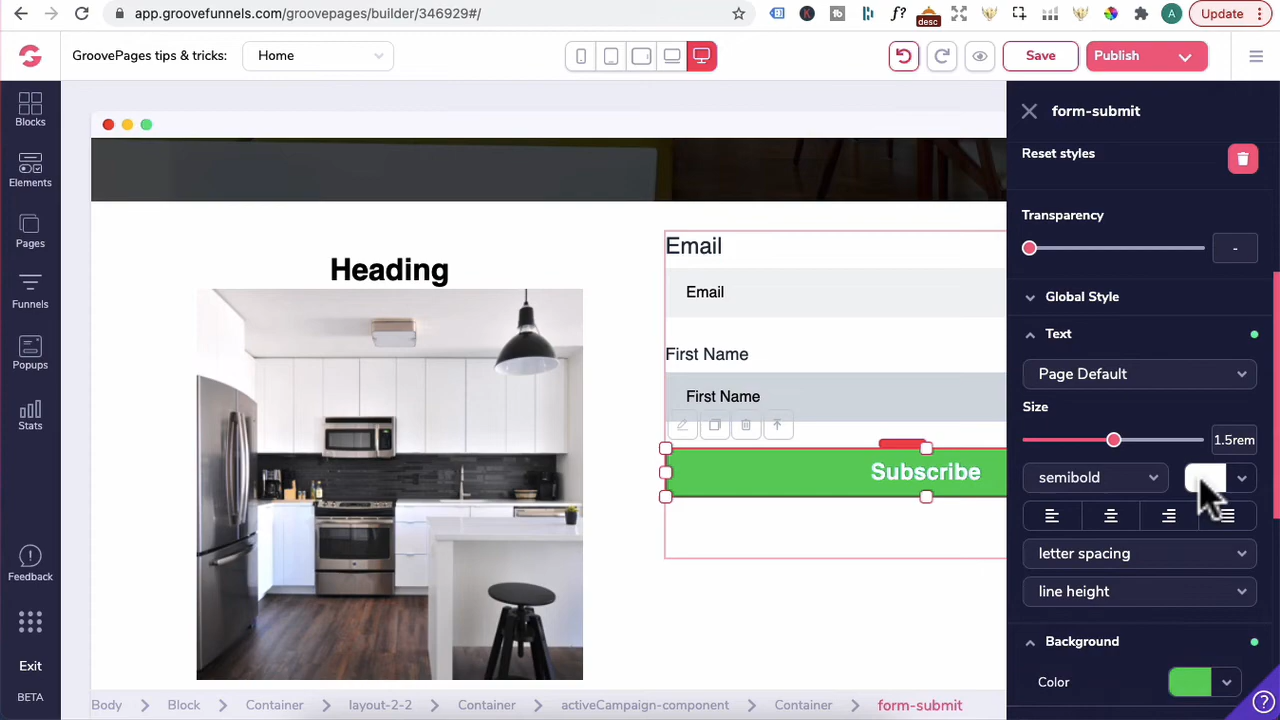 app.groovefunnels.com/groovepages/builder/346929#/
f?
desc
A
Update
GroovePages tips & tricks:
Home
Save
Publish
Blocks
Elements
Pages
Funnels
Popups
Stats
Feedback
Exit
BETA
Heading
Email
Email
First Name
First Name
Subscribe
form-submit
Reset styles
Transparency
-
Global Style
Text
Page Default
Size
1.5rem
semibold
letter spacing
line height
Background
Color
?
Body
Block
Container
layout-2-2
Container
activeCampaign-component
Container
form-submit